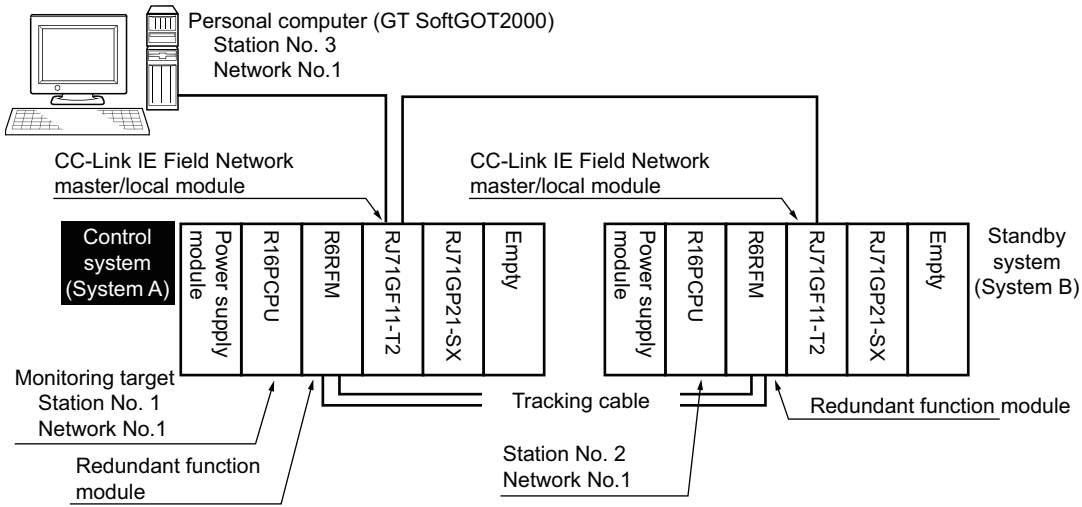 Personal computer (GT SoftGOT2000)
Station No. 3
Network No.1
CC-Link IE Field Network
master/local module
CC-Link IE Field Network
master/local module
Control
system
(System A)
Power supply
module
R16PCPU
R6RFM
RJ71GF11-T2
RJ71GP21-SX
Empty
Power supply
module
R16PCPU
R6RFM
RJ71GF11-T2
RJ71GP21-SX
Empty
Standby
system
(System B)
Monitoring target
Station No. 1
Network No.1
Tracking cable
Redundant function module
Redundant function
module
Station No. 2
Network No.1